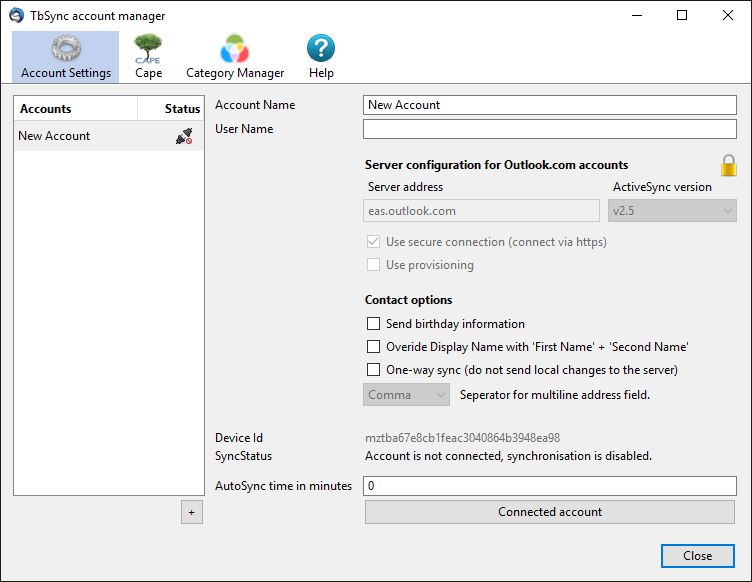 TbSync account manager
Account Settings
CAPE
Cape
Category Manager
?
Help
Accounts Status
New Account
Account Name New Account
User Name
Server configuration for Outlook.com accounts
Server address ActiveSync version
eas.outlook.com v2.5
Use secure connection (connect via https)
Use provisioning
Contact options
Send birthday information
Overide Display Name with 'First Name' + 'Second Name'
One-way sync (do not send local changes to the server)
Comma Seperator for multiline address field.
Device Id mztba67e8cb1feac3040864b3948ea98
SyncStatus Account is not connected, synchronisation is disabled.
AutoSync time in minutes 0
+ Connected account
Close